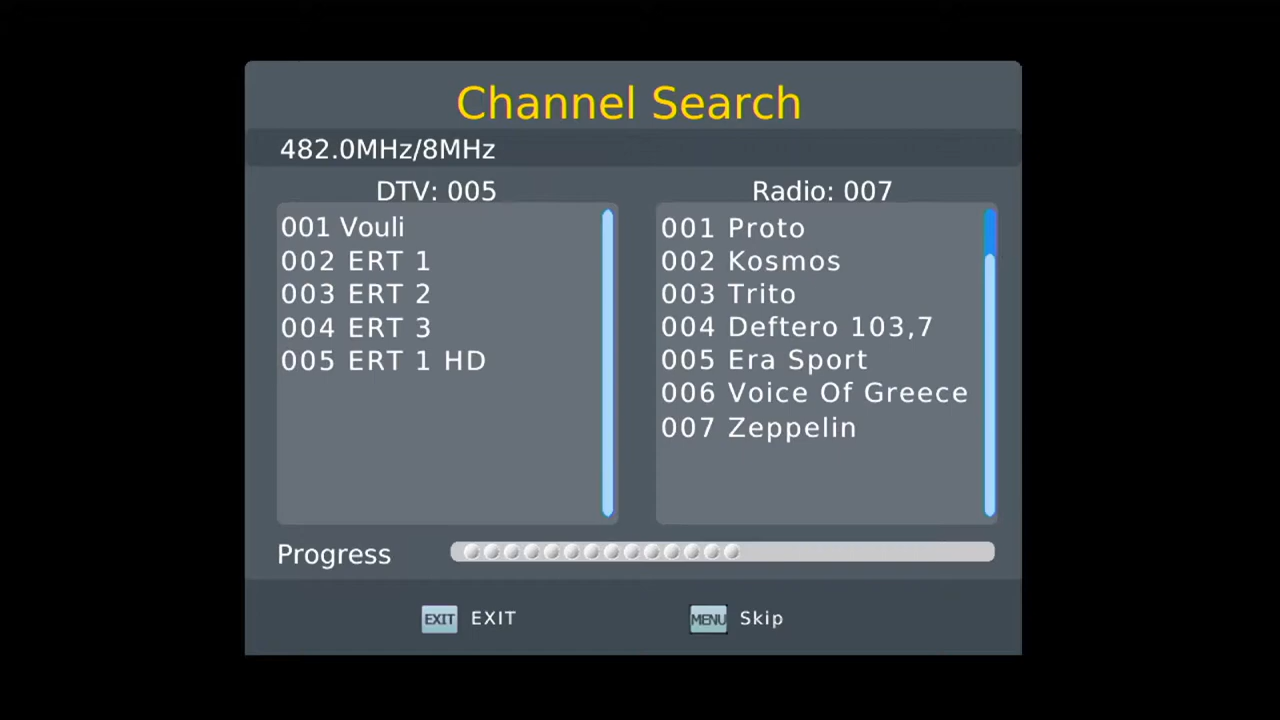 Channel Search
482.0MHz/8MHz
DTV: 005
001 Vouli
002 ERT 1
003 ERT 2
004 ERT 3
005 ERT 1 HD
Radio: 007
001 Proto
002 Kosmos
003 Trito
004 Deftero 103,7
005 Era Sport
006 Voice Of Greece
007 Zeppelin
Progress
EXIT EXIT
MENU Skip